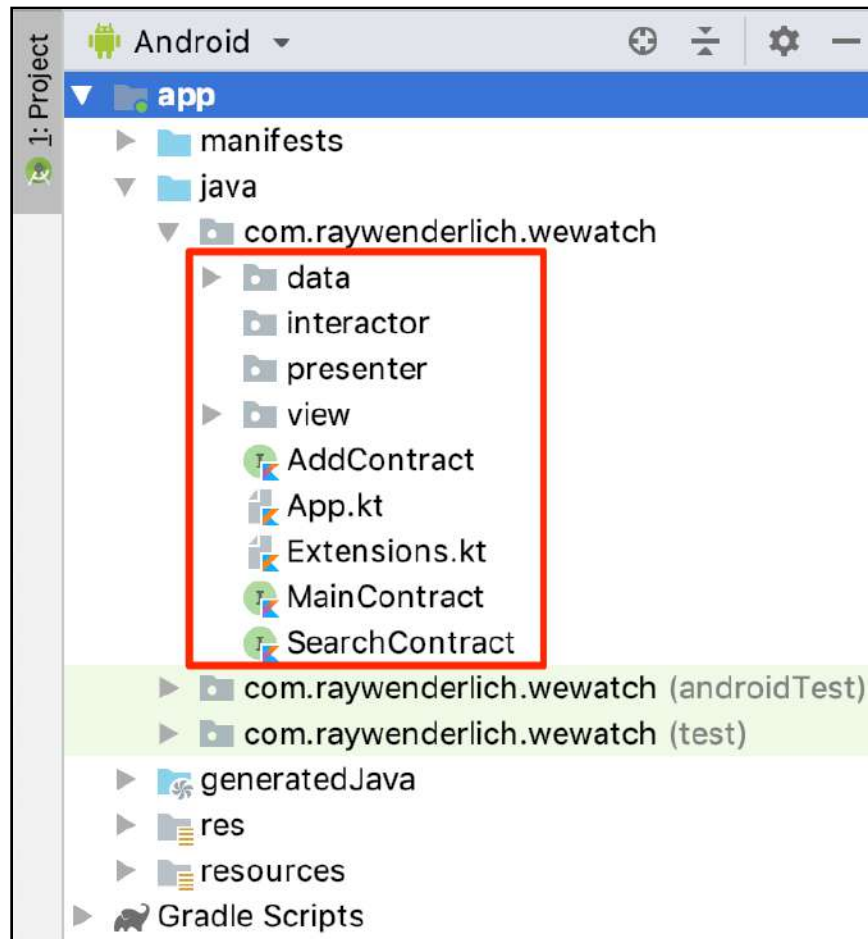 1: Project
Android
app
manifests
java
com.raywenderlich.wewatch
data
interactor
presenter
view
AddContract
App.kt
Extensions.kt
MainContract
SearchContract
com.raywenderlich.wewatch (androidTest)
com.raywenderlich.wewatch (test)
generatedJava
res
resources
Gradle Scripts